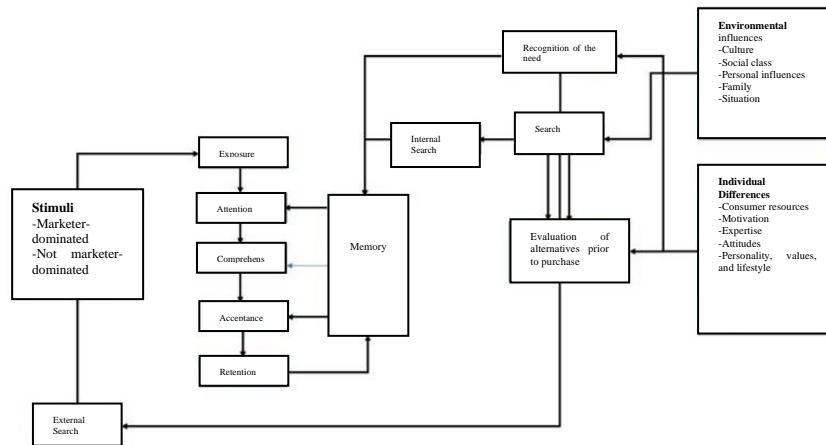 Environmental
influences
-Culture
-Social class
-Personal influences
-Family
-Situation
Recognition of the
need
Search
Internal
Search
Exposure
Stimuli
-Marketer-
dominated
-Not marketer-
dominated
Attention
Memory
Comprehens
Acceptance
Retention
Evaluation of
alternatives prior
to purchase
Individual
Differences
-Consumer resources
-Motivation
-Expertise
-Attitudes
-Personality, values,
and lifestyle
External
Search